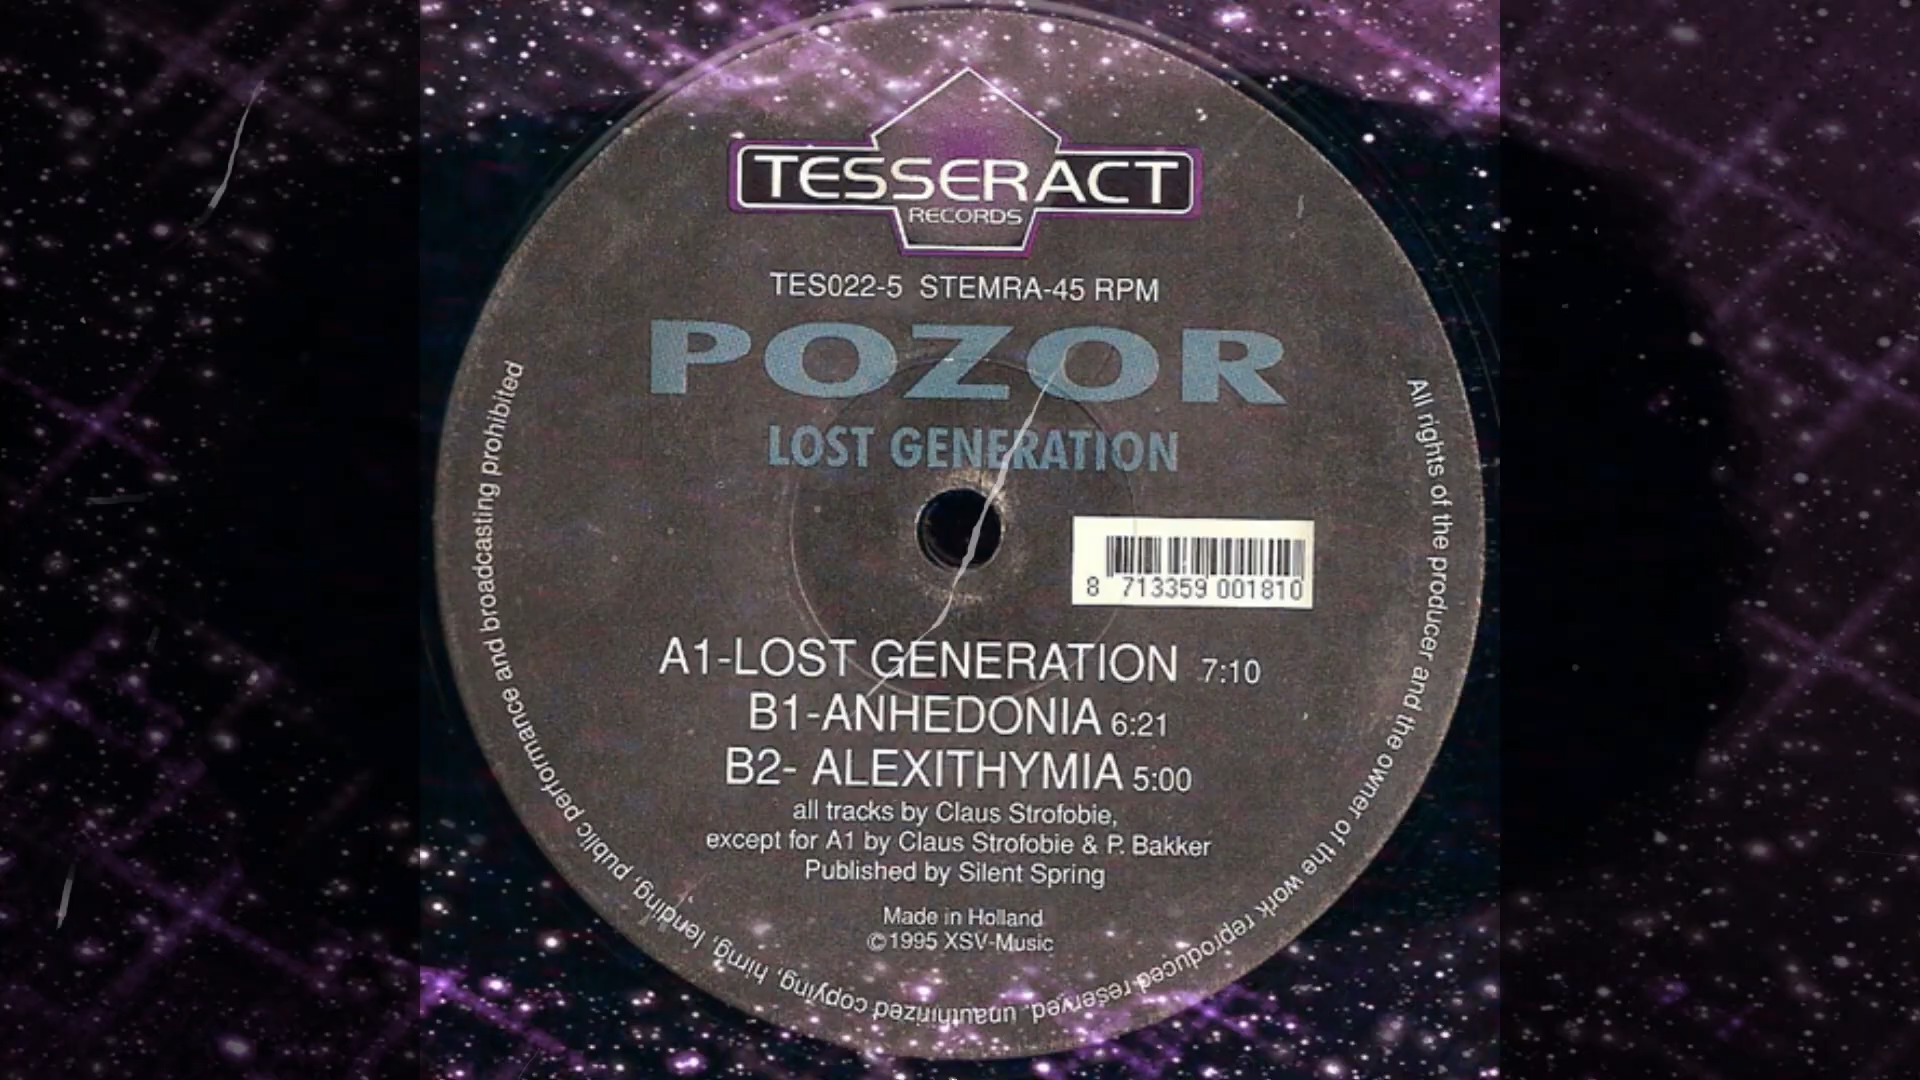 TESSERACT
RECORDS
TES022-5 STEMRA-45 RPM
POZOR
LOST GENERATION
8 713359 001810
A1-LOST GENERATION 7:10
B1-ANHEDONIA 6:21
B2- ALEXITHYMIA 5:00
all tracks by Claus Strofobie,
except for A1 by Claus Strofobie & P. Bakker
Published by Silent Spring
Made in Holland
©1995 XSV-Music
All rights of the producer and the owner of the work reproduced reserved, unauthirized copying, hiring, lending, public performance and broadcasting prohibited